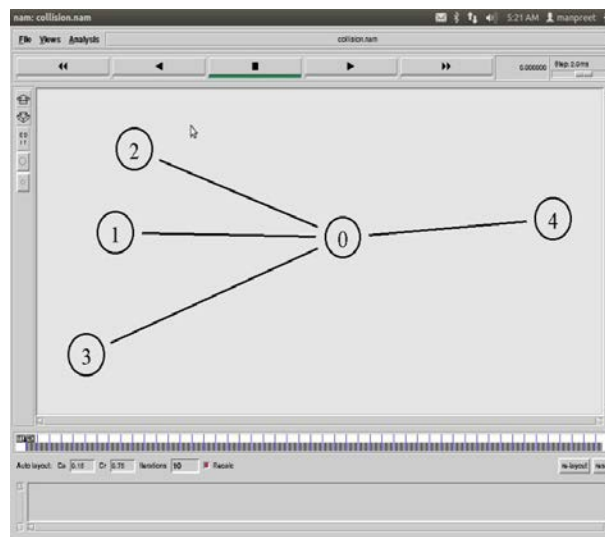 nam: collision.nam 5:21 AM manpreet
File Views Analysis collision.nam
0.000000 Step: 2.0ms
2
1
0
4
3
TIME
Auto layout: Ca 0.15 Cr 0.75 Iterations 10 Recalc re-layout